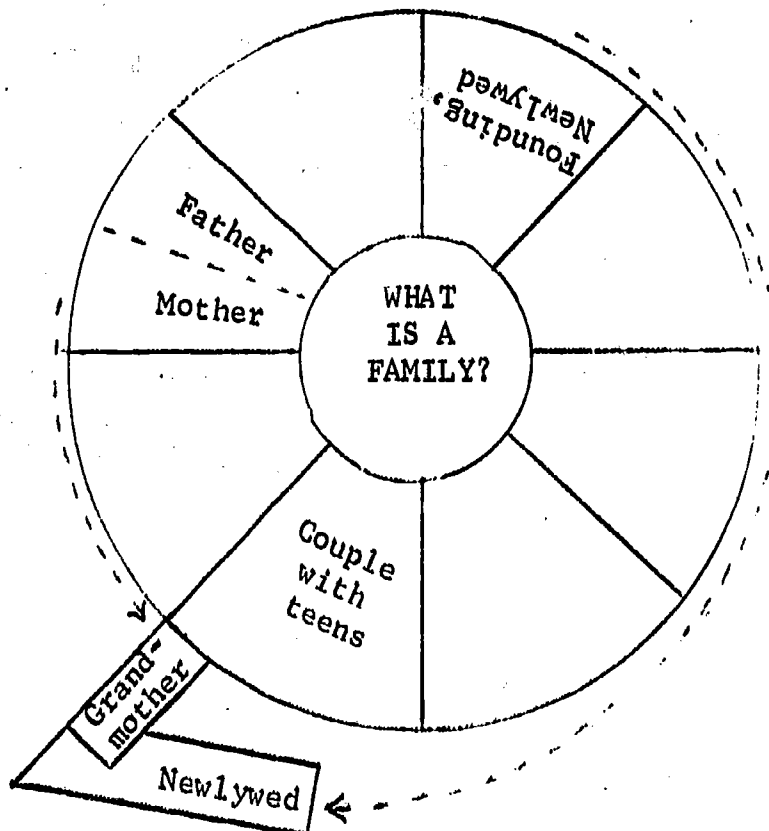 Founding,
Newlywed
Father
Mother
WHAT
IS A
FAMILY?
Couple
with
teens
Grand-
mother
Newlywed